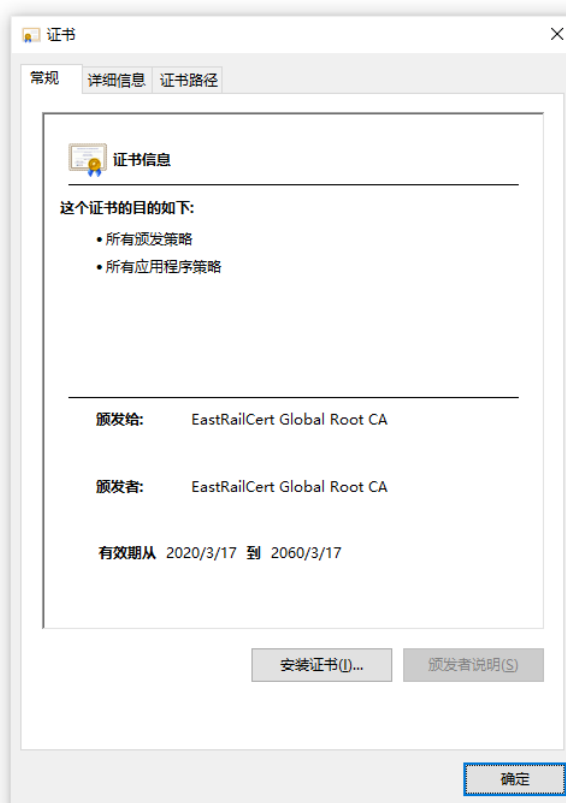 证书
常规 详细信息 证书路径
证书信息
这个证书的目的如下:
• 所有颁发策略
• 所有应用程序策略
颁发给: EastRailCert Global Root CA
颁发者: EastRailCert Global Root CA
有效期从 2020/3/17 到 2060/3/17
安装证书(I)... 颁发者说明(S)
确定